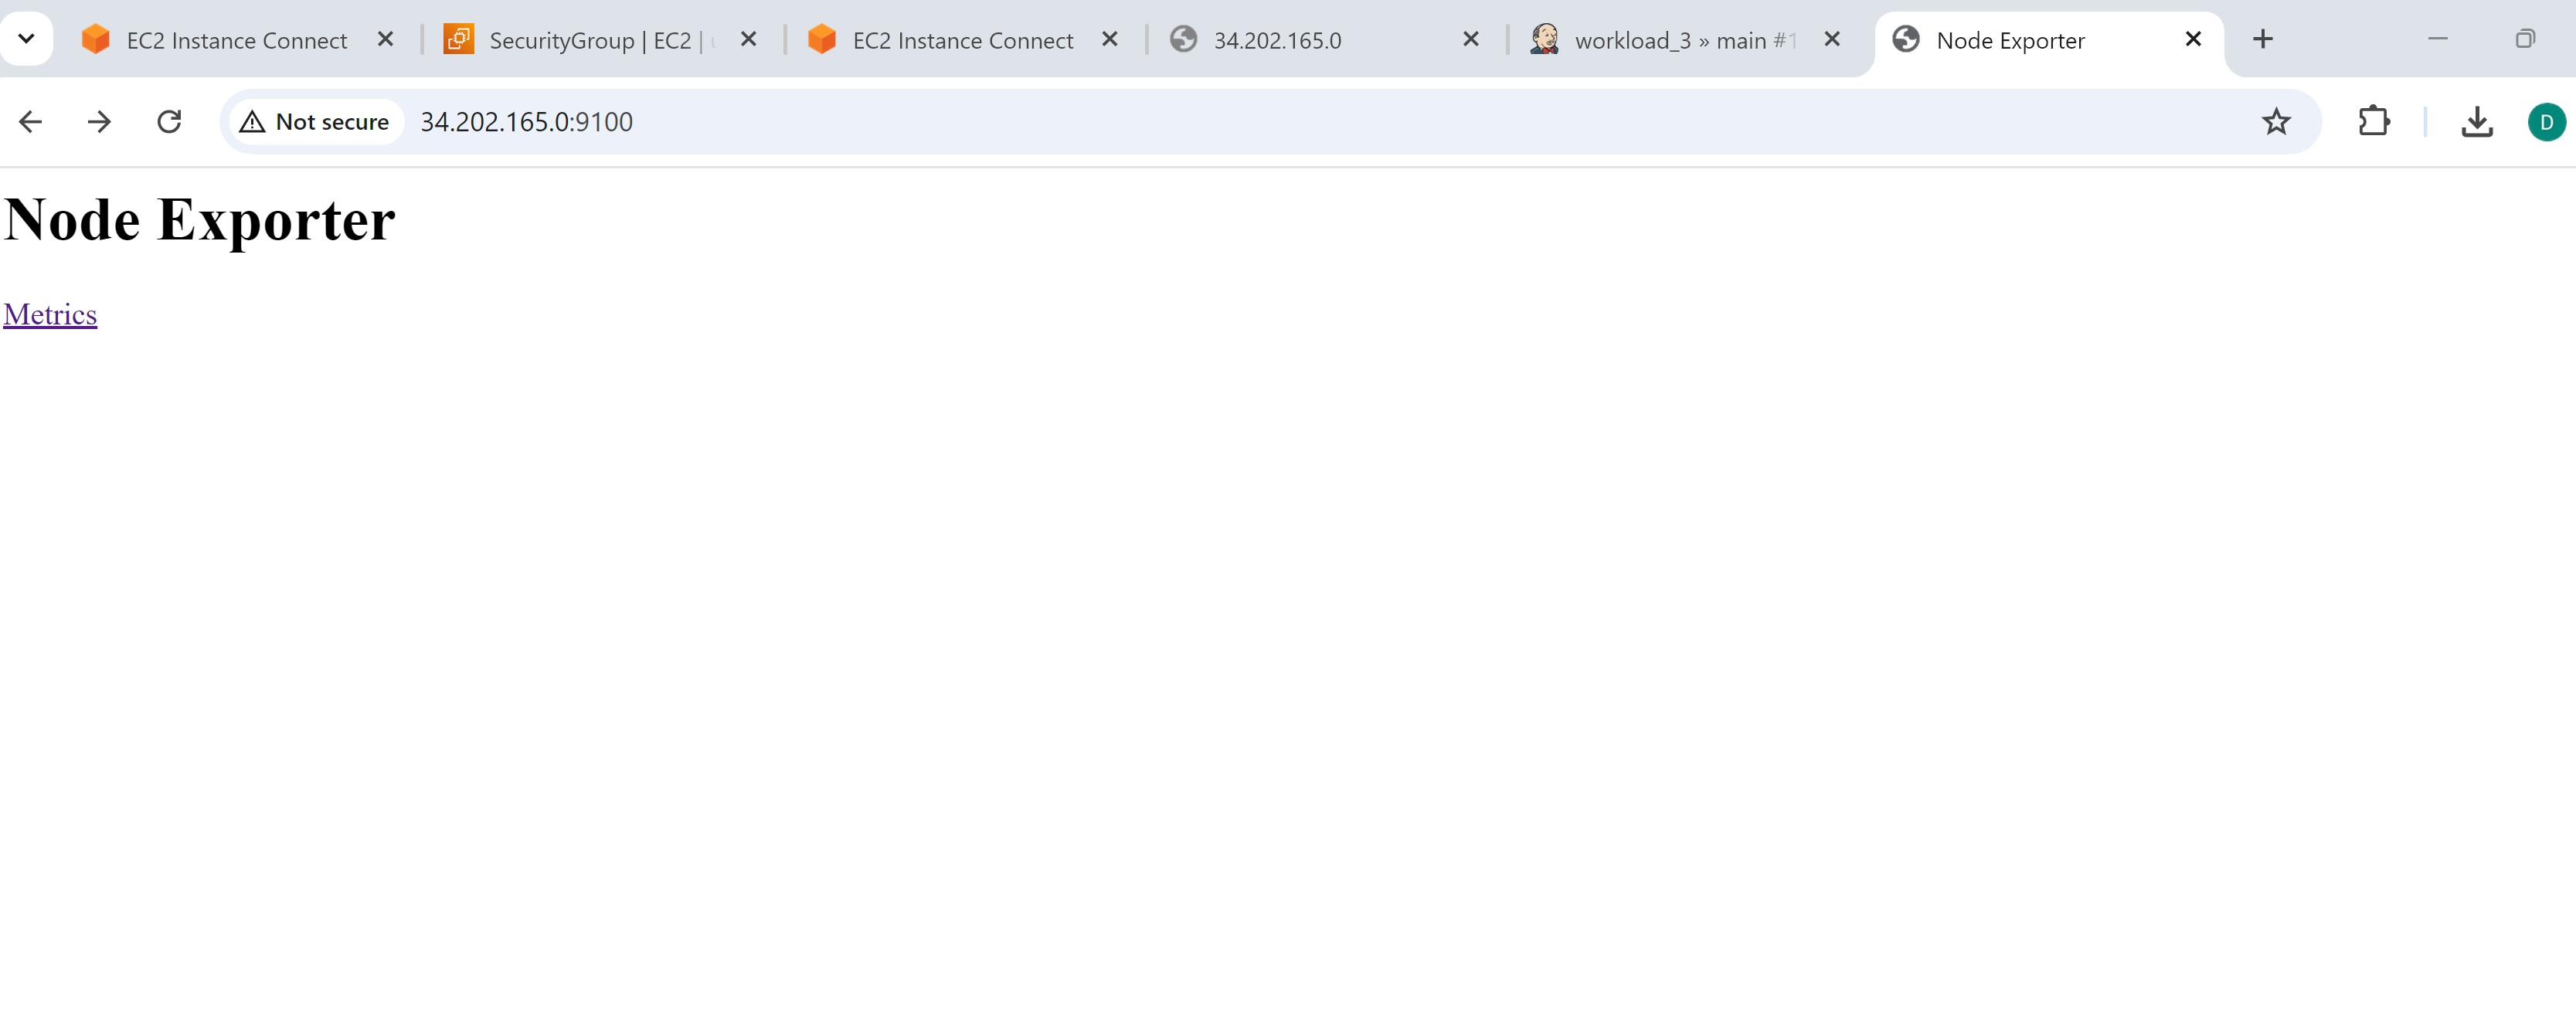 EC2 Instance Connect
SecurityGroup | EC2 |
EC2 Instance Connect
34.202.165.0
workload_3 » main #1
Node Exporter
Not secure
34.202.165.0:9100
D
Node Exporter
Metrics